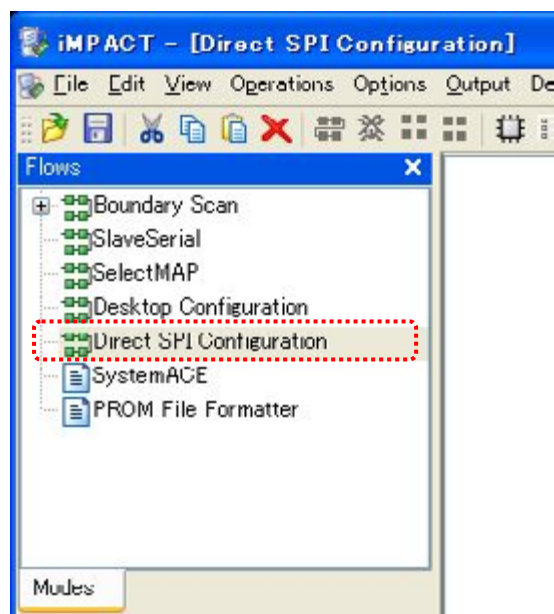 iMPACT - [Direct SPI Configuration]
File Edit View Operations Options Output De
Flows
Boundary Scan
SlaveSerial
SelectMAP
Desktop Configuration
Direct SPI Configuration
SystemACE
PROM File Formatter
Modes